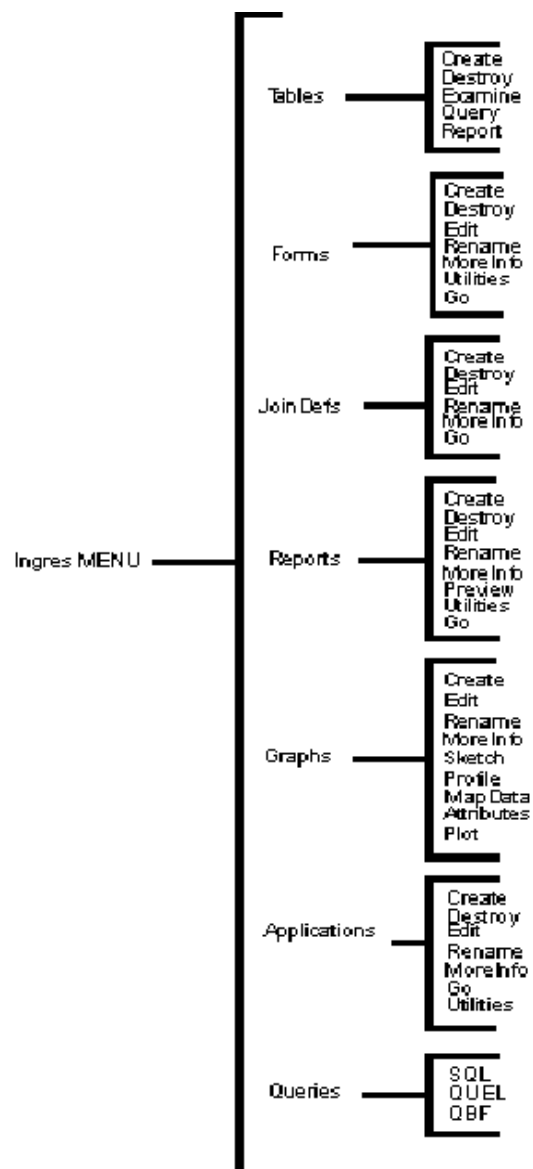 Ingres MENU
Tables
Create
Destroy
Examine
Query
Report
Forms
Create
Destroy
Edit
Rename
More Info
Utilities
Go
Join Defs
Create
Destroy
Edit
Rename
More Info
Go
Reports
Create
Destroy
Edit
Rename
More Info
Preview
Utilities
Go
Graphs
Create
Edit
Rename
More Info
Sketch
Profile
Map Data
Attributes
Plot
Applications
Create
Destroy
Edit
Rename
More Info
Go
Utilities
Queries
SQL
QUEL
QBF